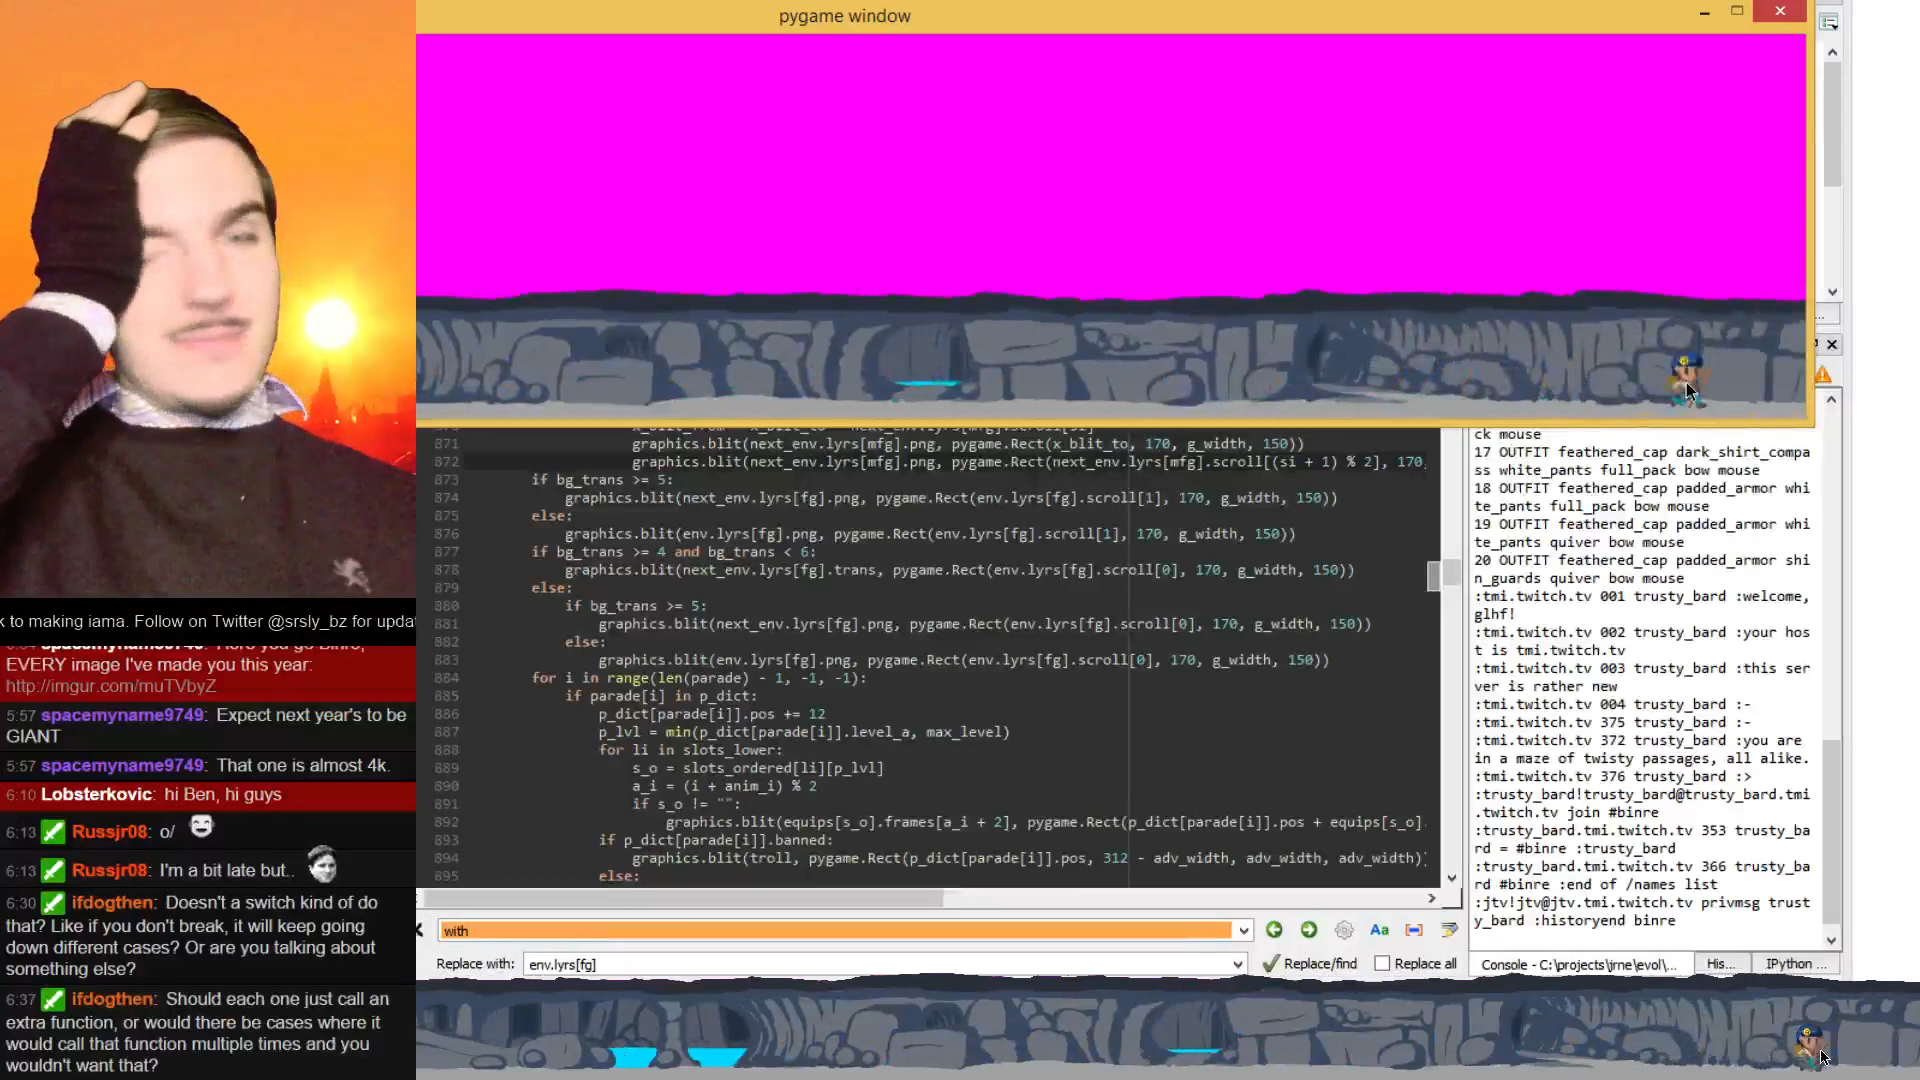 pygame window
871
graphics.blit(next_env.lyrs[mfg].png, pygame.Rect(x_blit_to, 170, g_width, 150))
872
graphics.blit(next_env.lyrs[mfg].png, pygame.Rect(next_env.lyrs[mfg].scroll[(si + 1) % 2], 170,
873 if bg_trans >= 5:
874 graphics.blit(next_env.lyrs[fg].png, pygame.Rect(env.lyrs[fg].scroll[1], 170, g_width, 150))
875 else:
876 graphics.blit(env.lyrs[fg].png, pygame.Rect(env.lyrs[fg].scroll[1], 170, g_width, 150))
877 if bg_trans >= 4 and bg_trans < 6:
878 graphics.blit(next_env.lyrs[fg].trans, pygame.Rect(env.lyrs[fg].scroll[0], 170, g_width, 150))
879 else:
880 if bg_trans >= 5:
881 graphics.blit(next_env.lyrs[fg].png, pygame.Rect(env.lyrs[fg].scroll[0], 170, g_width, 150))
882 else:
883 graphics.blit(env.lyrs[fg].png, pygame.Rect(env.lyrs[fg].scroll[0], 170, g_width, 150))
884 for i in range(len(parade) - 1, -1, -1):
885 if parade[i] in p_dict:
886 p_dict[parade[i]].pos += 12
887 p_lvl = min(p_dict[parade[i]].level_a, max_level)
888 for li in slots_lower:
889 s_o = slots_ordered[li][p_lvl]
890 a_i = (i + anim_i) % 2
891 if s_o != "":
892 graphics.blit(equips[s_o].frames[a_i + 2], pygame.Rect(p_dict[parade[i]].pos + equips[s_o].
893 if p_dict[parade[i]].banned:
894 graphics.blit(troll, pygame.Rect(p_dict[parade[i]].pos, 312 - adv_width, adv_width, adv_width)
895 else:
with
Aa
Replace with: env.lyrs[fg]
Replace/find
Replace all
ck mouse
17 OUTFIT feathered_cap dark_shirt_compa
ss white_pants full_pack bow mouse
18 OUTFIT feathered_cap padded_armor whi
te_pants full_pack bow mouse
19 OUTFIT feathered_cap padded_armor whi
te_pants quiver bow mouse
20 OUTFIT feathered_cap padded_armor shi
n_guards quiver bow mouse
:tmi.twitch.tv 001 trusty_bard :welcome,
glhf!
:tmi.twitch.tv 002 trusty_bard :your hos
t is tmi.twitch.tv
:tmi.twitch.tv 003 trusty_bard :this ser
ver is rather new
:tmi.twitch.tv 004 trusty_bard :-
:tmi.twitch.tv 375 trusty_bard :-
:tmi.twitch.tv 372 trusty_bard :you are
in a maze of twisty passages, all alike.
:tmi.twitch.tv 376 trusty_bard :>
:trusty_bard!trusty_bard@trusty_bard.tmi
.twitch.tv join #binre
:trusty_bard.tmi.twitch.tv 353 trusty_ba
rd = #binre :trusty_bard
:trusty_bard.tmi.twitch.tv 366 trusty_ba
rd #binre :end of /names list
:jtv!jtv@jtv.tmi.twitch.tv privmsg trust
y_bard :historyend binre
Console - C:\projects\jrne\evol\...
His...
IPython ...
k to making iama. Follow on Twitter @srsly_bz for updat
EVERY image I've made you this year:
http://imgur.com/muTVbyZ
5:57 spacemyname9749: Expect next year's to be
GIANT
5:57 spacemyname9749: That one is almost 4k.
6:10 Lobsterkovic: hi Ben, hi guys
6:13 Russjr08: o/
6:13 Russjr08: I'm a bit late but..
6:30 ifdogthen: Doesn't a switch kind of do
that? Like if you don't break, it will keep going
down different cases? Or are you talking about
something else?
6:37 ifdogthen: Should each one just call an
extra function, or would there be cases where it
would call that function multiple times and you
wouldn't want that?